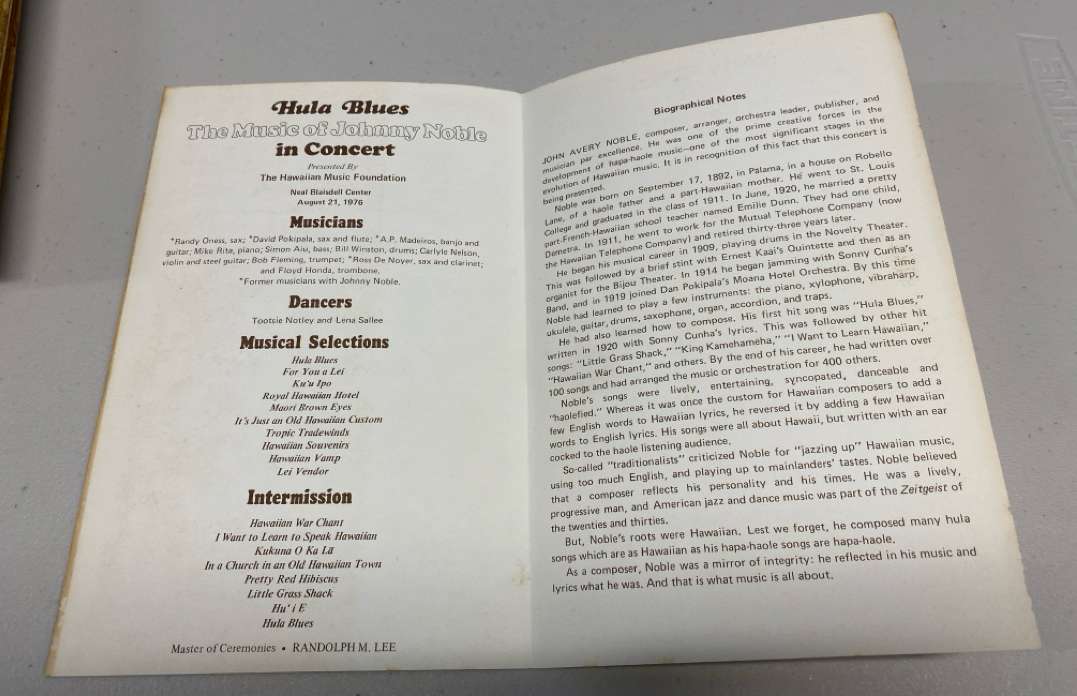 Hula Blues
The Music of Johnny Noble
in Concert
Presented By
The Hawaiian Music Foundation
Neal Blaisdell Center
August 21, 1976
Musicians
*Randy Oness, sax; *David Pokipala, sax and flute; *A.P. Madeiros, banjo and
guitar; Mike Rita, piano; Simon Aiu, bass; Bill Winston, drums; Carlyle Nelson,
violin and steel guitar; Bob Fleming, trumpet; *Ross De Noyer, sax and clarinet;
and Floyd Honda, trombone.
*Former musicians with Johnny Noble.
Dancers
Tootsie Notley and Lena Sallee
Musical Selections
Hula Blues
For You a Lei
Ku'u Ipo
Royal Hawaiian Hotel
Maori Brown Eyes
It's Just an Old Hawaiian Custom
Tropic Tradewinds
Hawaiian Souvenirs
Hawaiian Vamp
Lei Vendor
Intermission
Hawaiian War Chant
I Want to Learn to Speak Hawaiian
Kukuna O Ka Lā
In a Church in an Old Hawaiian Town
Pretty Red Hibiscus
Little Grass Shack
Hu' i E
Hula Blues
Master of Ceremonies • RANDOLPH M. LEE
Biographical Notes
JOHN AVERY NOBLE, composer, arranger, orchestra leader, publisher, and
musician par excellence. He was one of the prime creative forces in the
development of hapa-haole music—one of the most significant stages in the
evolution of Hawaiian music. It is in recognition of this fact that this concert is
being presented.
Noble was born on September 17, 1892, in Palama, in a house on Robello
Lane, of a haole father and a part-Hawaiian mother. He went to St. Louis
College and graduated in the class of 1911. In June, 1920, he married a pretty
part-French-Hawaiian school teacher named Emilie Dunn. They had one child,
Demetra. In 1911, he went to work for the Mutual Telephone Company (now
the Hawaiian Telephone Company) and retired thirty-three years later.
He began his musical career in 1909, playing drums in the Novelty Theater.
This was followed by a brief stint with Ernest Kaai's Quintette and then as an
organist for the Bijou Theater. In 1914 he began jamming with Sonny Cunha's
Band, and in 1919 joined Dan Pokipala's Moana Hotel Orchestra. By this time
Noble had learned to play a few instruments: the piano, xylophone, vibraharp,
ukulele, guitar, drums, saxophone, organ, accordion, and traps.
He had also learned how to compose. His first hit song was "Hula Blues,"
written in 1920 with Sonny Cunha's lyrics. This was followed by other hit
songs: "Little Grass Shack," "King Kamehameha," "I Want to Learn Hawaiian,"
"Hawaiian War Chant," and others. By the end of his career, he had written over
100 songs and had arranged the music or orchestration for 400 others.
Noble's songs were lively, entertaining, syncopated, danceable and
"haolefied." Whereas it was once the custom for Hawaiian composers to add a
few English words to Hawaiian lyrics, he reversed it by adding a few Hawaiian
words to English lyrics. His songs were all about Hawaii, but written with an ear
cocked to the haole listening audience.
So-called "traditionalists" criticized Noble for "jazzing up" Hawaiian music,
using too much English, and playing up to mainlanders' tastes. Noble believed
that a composer reflects his personality and his times. He was a lively,
progressive man, and American jazz and dance music was part of the Zeitgeist of
the twenties and thirties.
But, Noble's roots were Hawaiian. Lest we forget, he composed many hula
songs which are as Hawaiian as his hapa-haole songs are hapa-haole.
As a composer, Noble was a mirror of integrity: he reflected in his music and
lyrics what he was. And that is what music is all about.